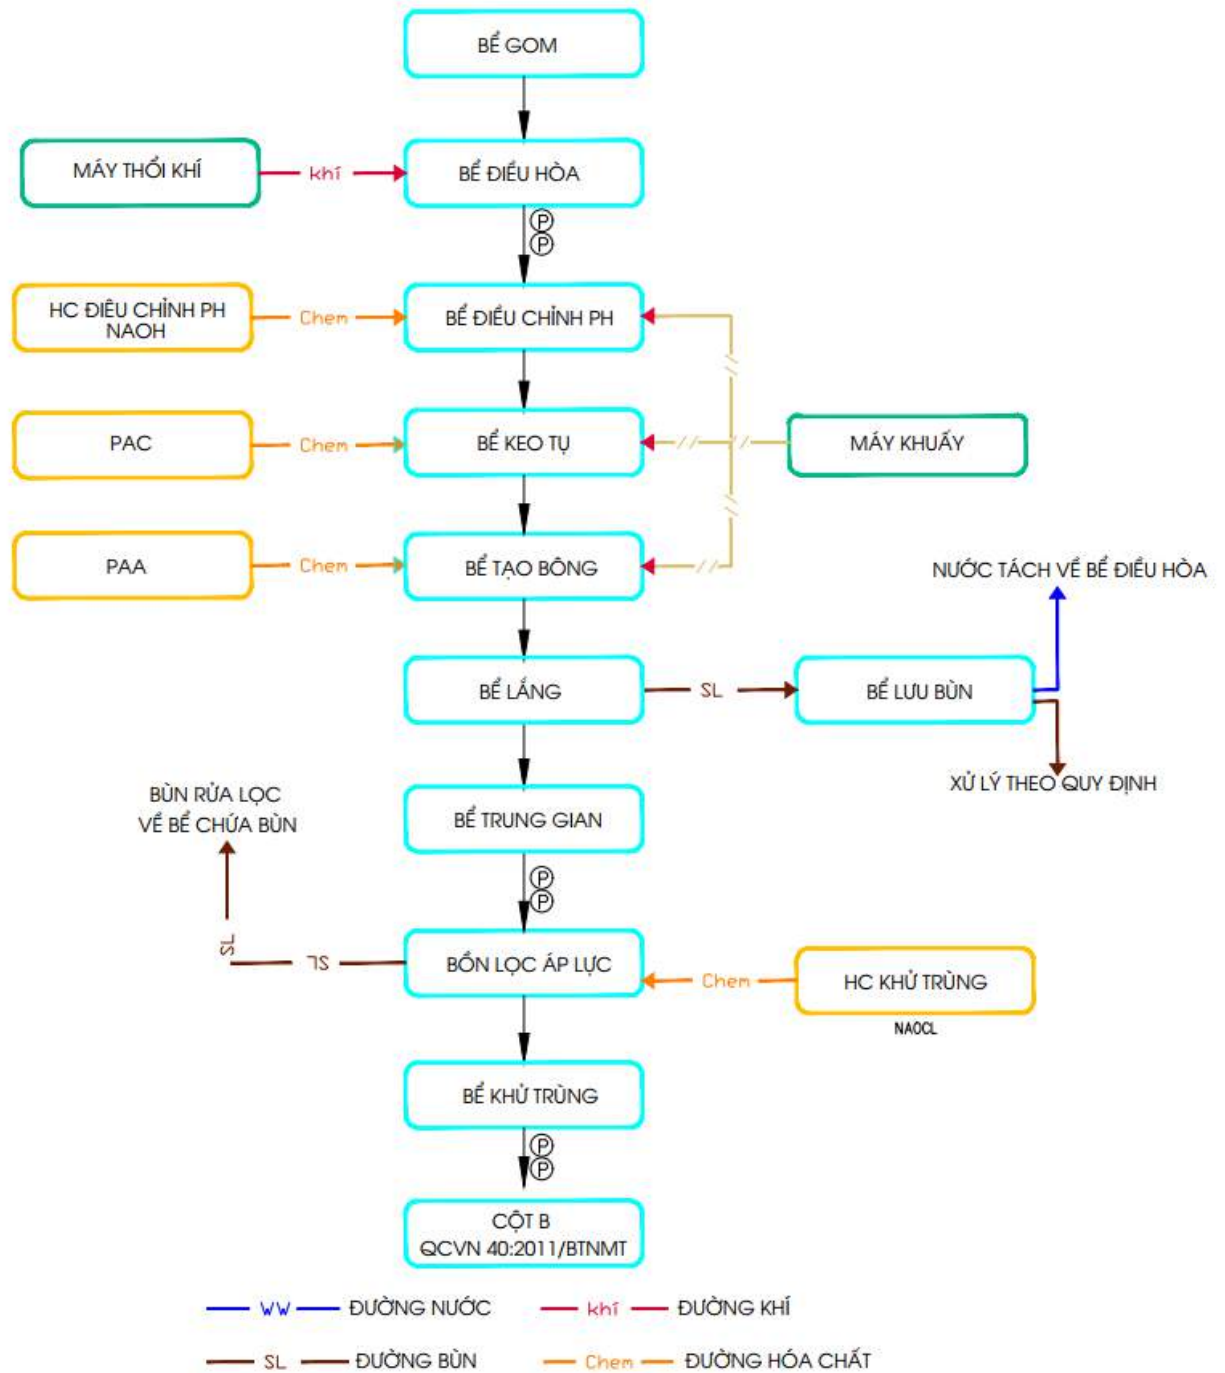 BỂ GOM
MÁY THỔI KHÍ
khí
BỂ ĐIỀU HÒA
P
P
HC ĐIỀU CHỈNH PH
NAOH
Chem
BỂ ĐIỀU CHỈNH PH
PAC
Chem
BỂ KEO TỤ
MÁY KHUẤY
PAA
Chem
BỂ TẠO BÔNG
NƯỚC TÁCH VỀ BỂ ĐIỀU HÒA
BỂ LẮNG
SL
BỂ LƯU BÙN
XỬ LÝ THEO QUY ĐỊNH
BÙN RỬA LỌC
VỀ BỂ CHỨA BÙN
BỂ TRUNG GIAN
P
P
SL
SL
BỒN LỌC ÁP LỰC
Chem
HC KHỬ TRÙNG
NAOCL
BỂ KHỬ TRÙNG
P
P
CỘT B
QCVN 40:2011/BTNMT
WW ĐƯỜNG NƯỚC
khí ĐƯỜNG KHÍ
SL ĐƯỜNG BÙN
Chem ĐƯỜNG HÓA CHẤT